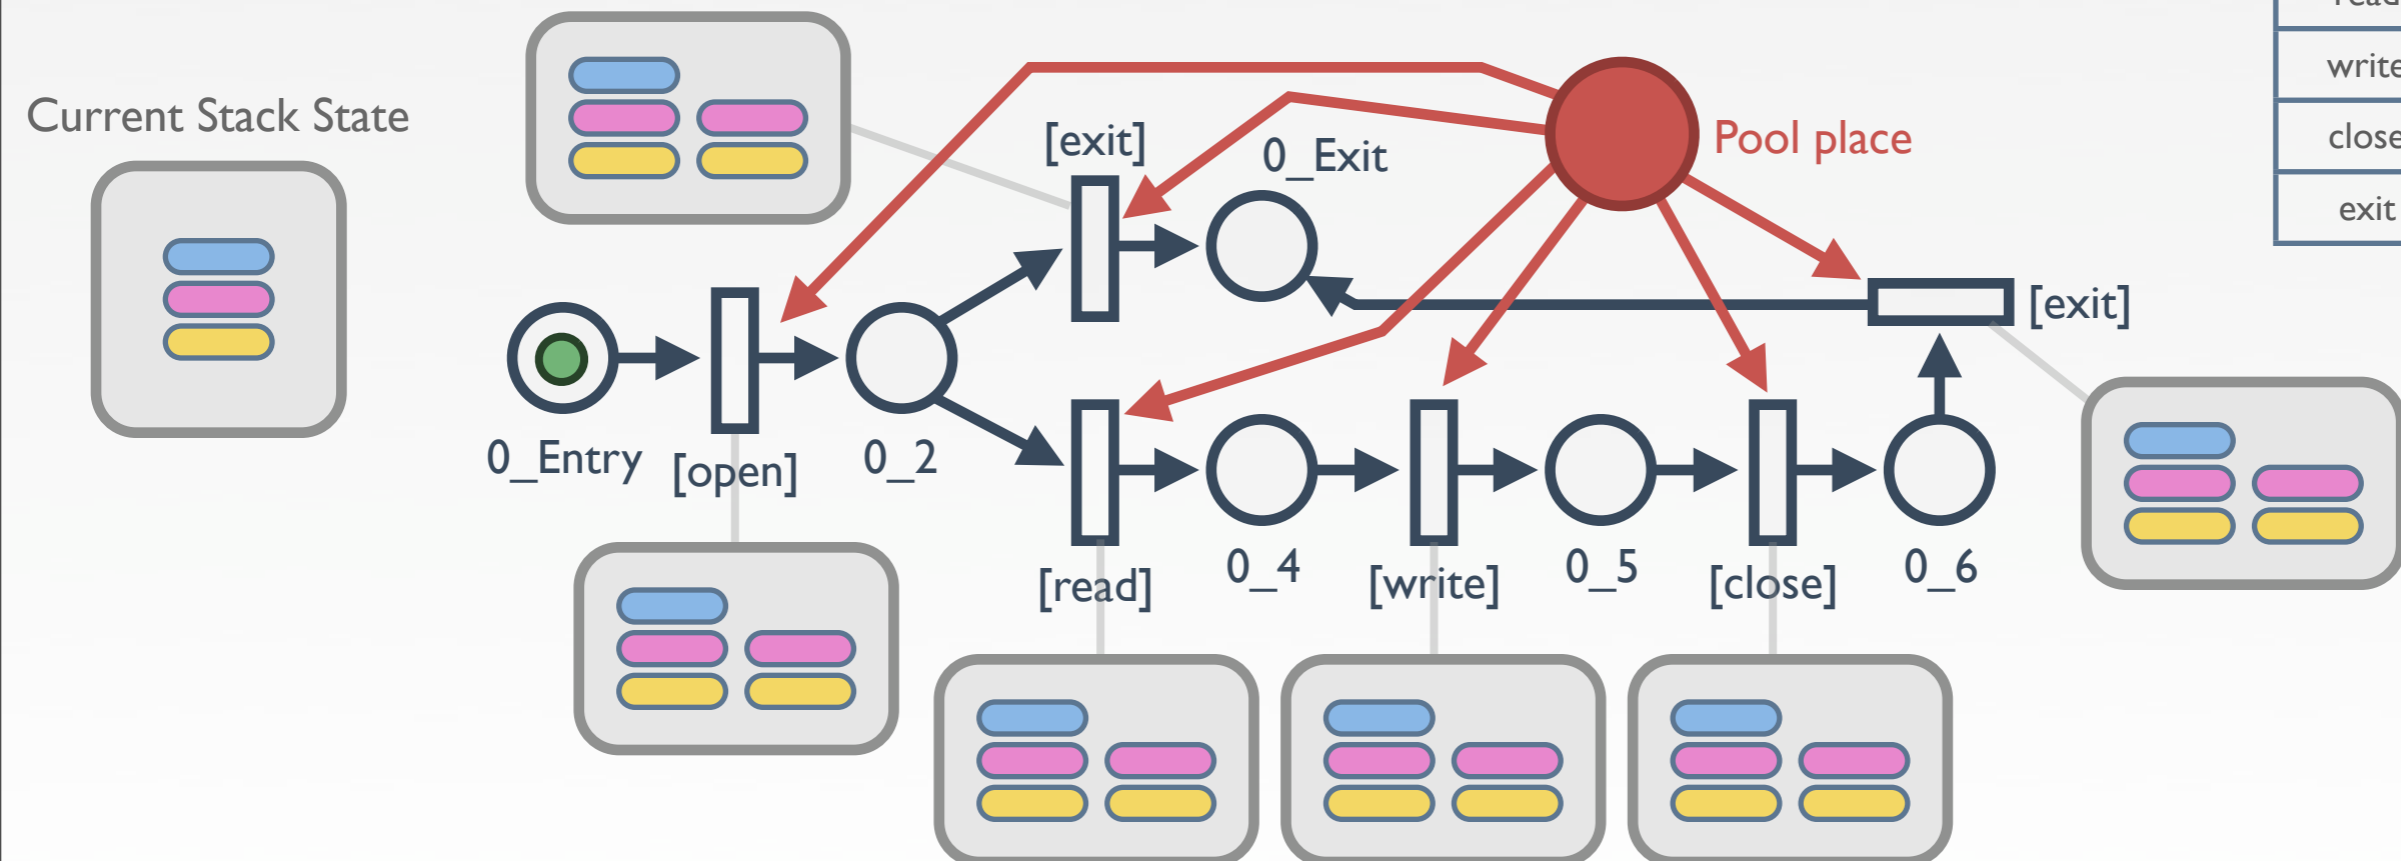 Current Stack State
[exit]
0_Exit
Pool place
write
close
exit
[exit]
0_Entry
[open]
0_2
[read]
0_4
[write]
0_5
[close]
0_6